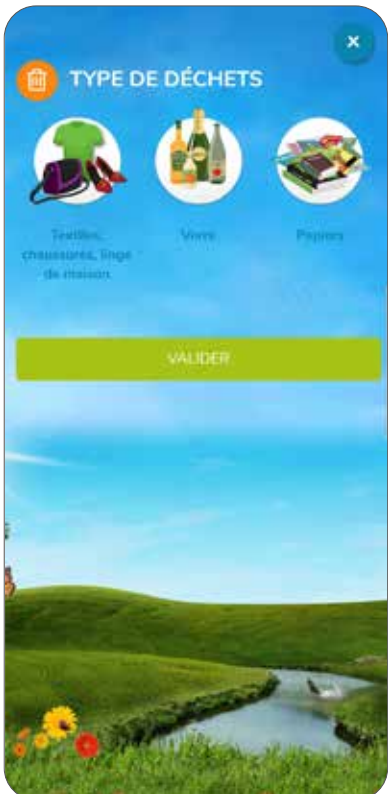 ×
TYPE DE DÉCHETS
Textiles,
chaussures, linge
de maison
Verre
Papiers
VALIDER